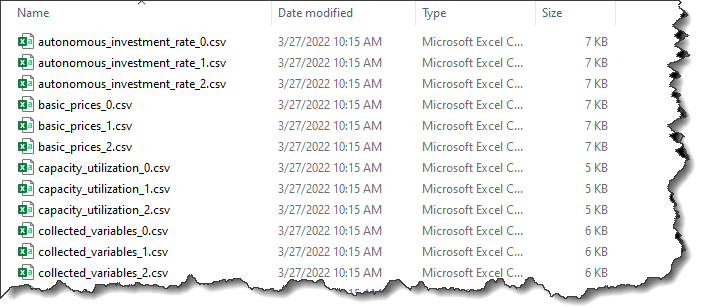 Name Date modified Type Size
autonomous_investment_rate_0.csv 3/27/2022 10:15 AM Microsoft Excel C... 7 KB
autonomous_investment_rate_1.csv 3/27/2022 10:15 AM Microsoft Excel C... 7 KB
autonomous_investment_rate_2.csv 3/27/2022 10:15 AM Microsoft Excel C... 7 KB
basic_prices_0.csv 3/27/2022 10:15 AM Microsoft Excel C... 7 KB
basic_prices_1.csv 3/27/2022 10:15 AM Microsoft Excel C... 7 KB
basic_prices_2.csv 3/27/2022 10:15 AM Microsoft Excel C... 7 KB
capacity_utilization_0.csv 3/27/2022 10:15 AM Microsoft Excel C... 5 KB
capacity_utilization_1.csv 3/27/2022 10:15 AM Microsoft Excel C... 5 KB
capacity_utilization_2.csv 3/27/2022 10:15 AM Microsoft Excel C... 5 KB
collected_variables_0.csv 3/27/2022 10:15 AM Microsoft Excel C... 6 KB
collected_variables_1.csv 3/27/2022 10:15 AM Microsoft Excel C... 6 KB
collected_variables_2.csv 3/27/2022 10:15 AM Microsoft Excel C... 6 KB